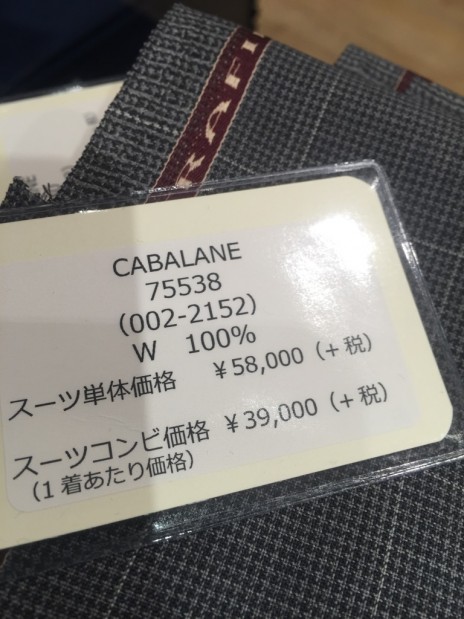 RAFI
CABALANE
75538
(002-2152)
W 100%
スーツ単体価格 ¥58,000(+税)
スーツコンビ価格 ¥39,000(+税)
(1着あたり価格)